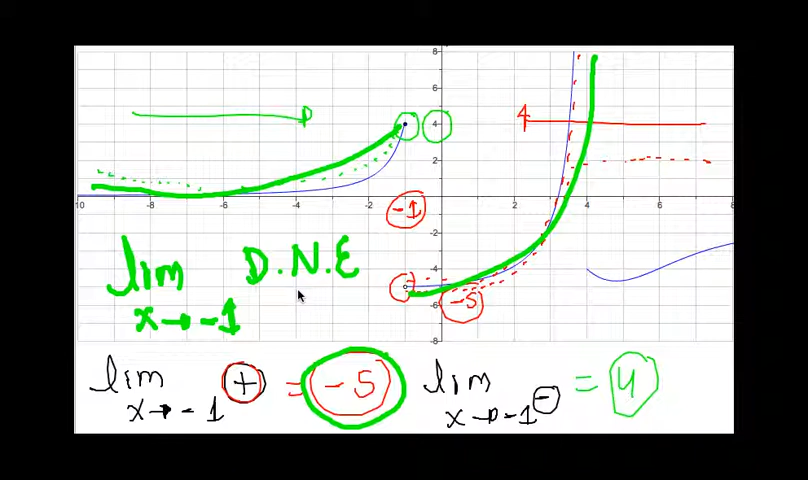 8
6
4
4
2
-10 -8 -6 -4 -2 2 4 6 8
-1
-2
-4
-5
-6
-8
lim D.N.E
x→-1
lim + = -5 lim - = 4
x→-1 x→-1